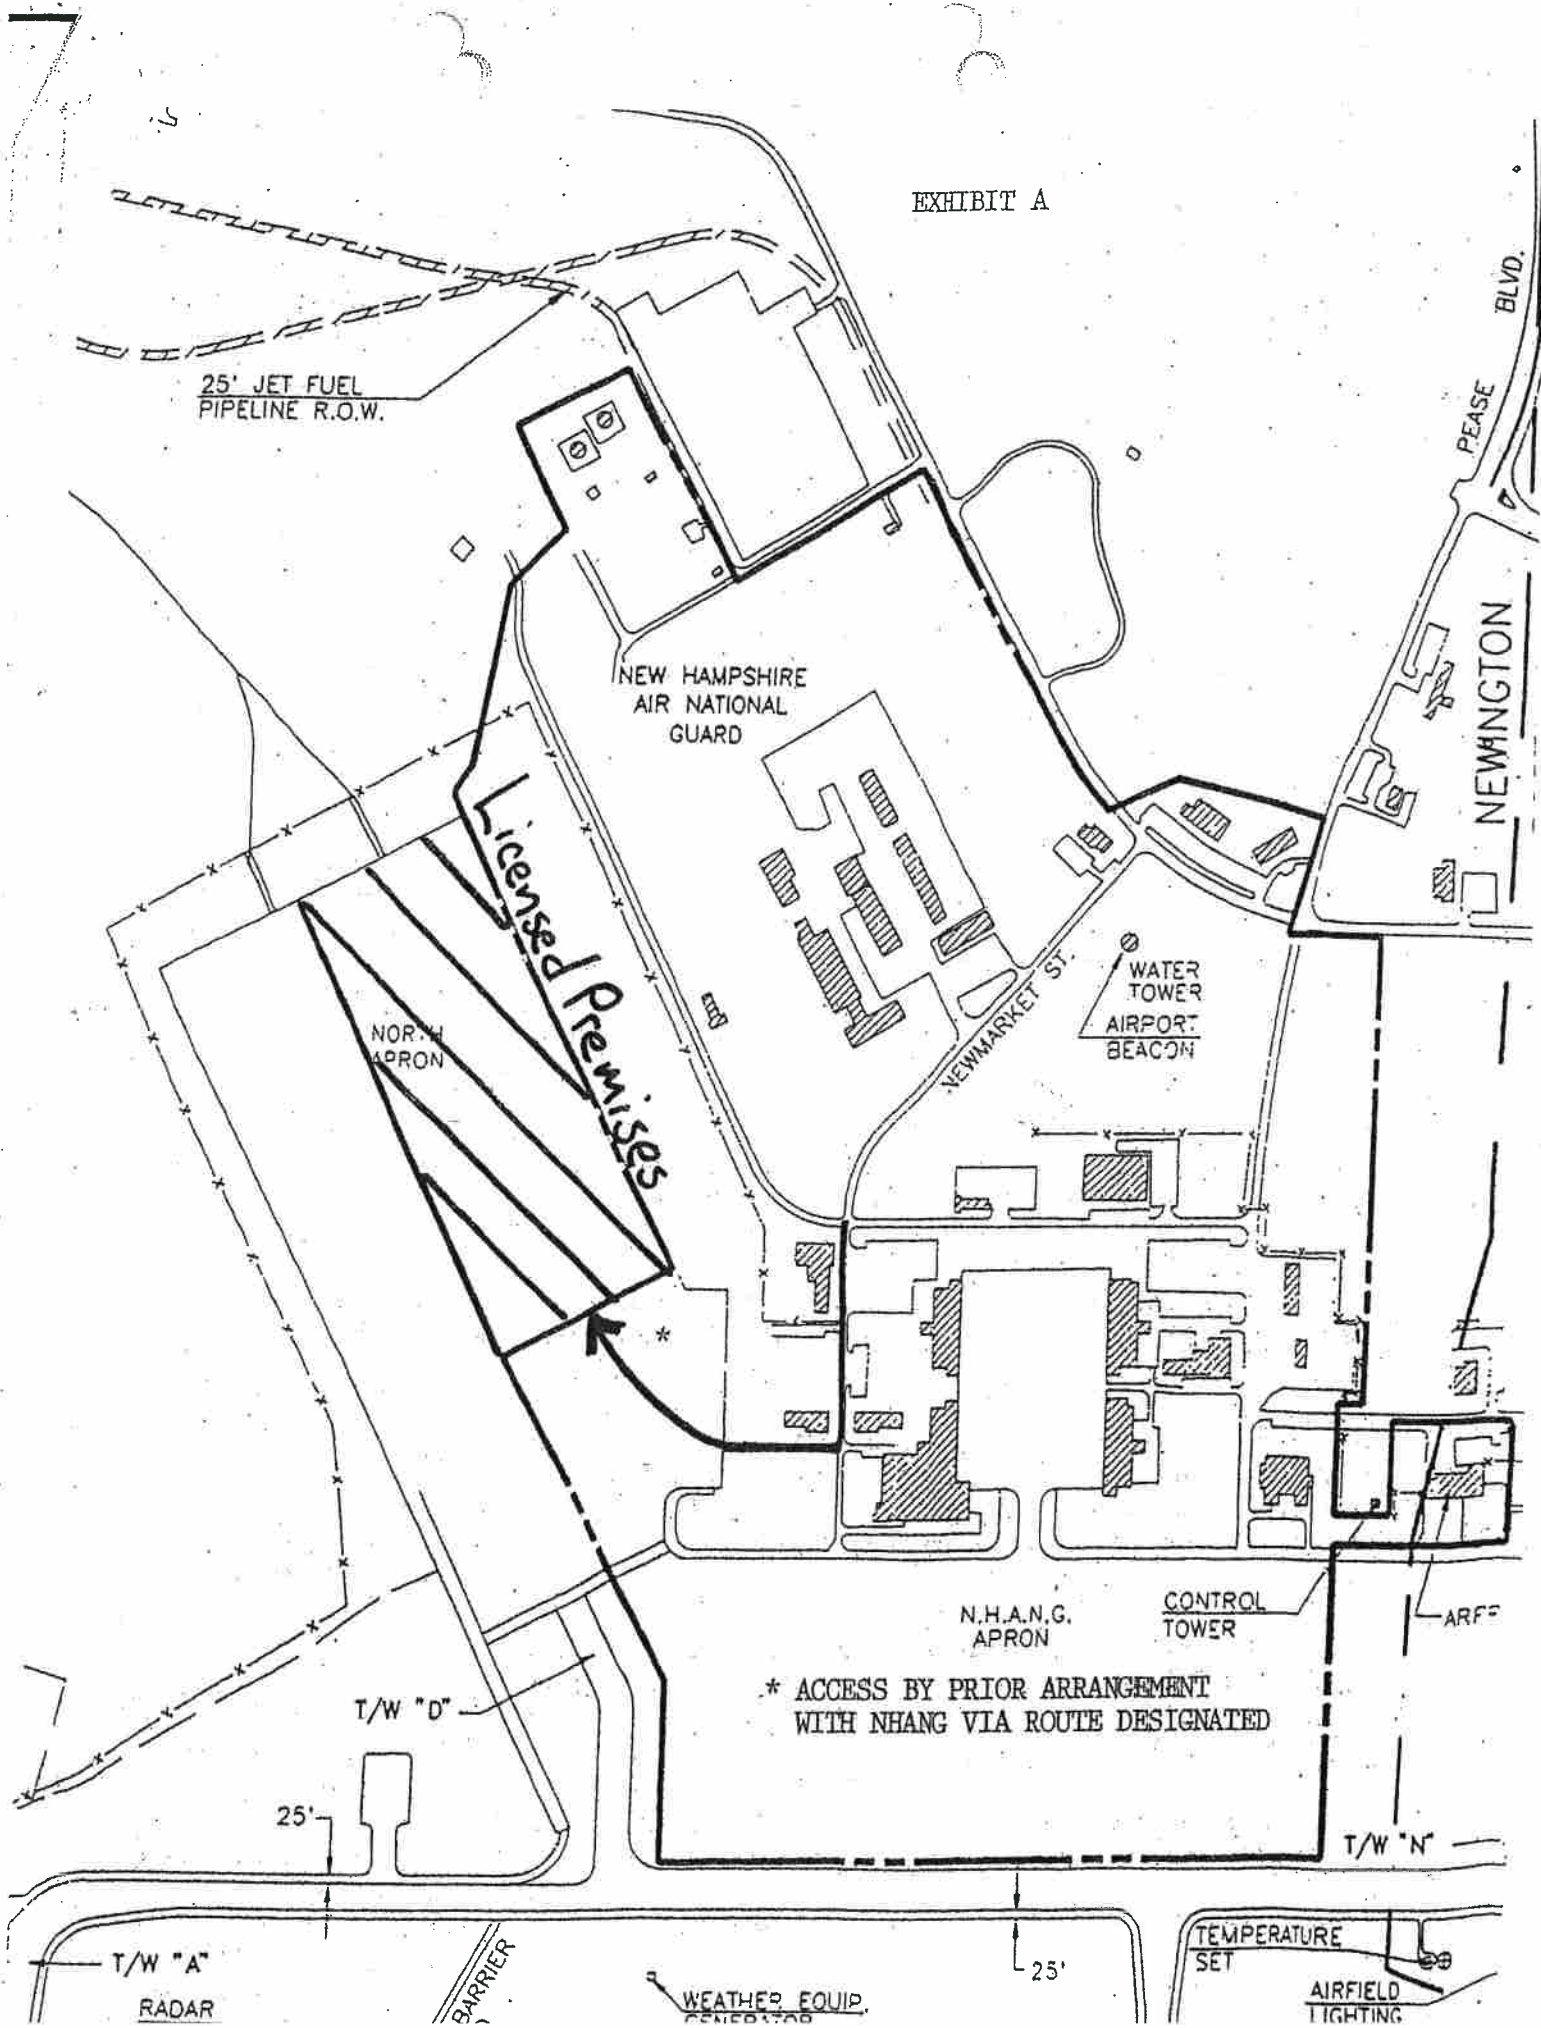 EXHIBIT A
BLVD.
PEASE
25' JET FUEL
PIPELINE R.O.W.
NEWINGTON
NEW HAMPSHIRE
AIR NATIONAL
GUARD
Licensed Premises
NORTH
APRON
WATER
TOWER
AIRPORT
BEACON
NEWMARKET ST.
*
N.H.A.N.G.
APRON
CONTROL
TOWER
ARFF
* ACCESS BY PRIOR ARRANGEMENT
WITH NHANG VIA ROUTE DESIGNATED
T/W "D"
25'
T/W "N"
T/W "A"
RADAR
BARRIER
25'
WEATHER EQUIP.
GENERATOR
TEMPERATURE
SET
AIRFIELD
LIGHTING